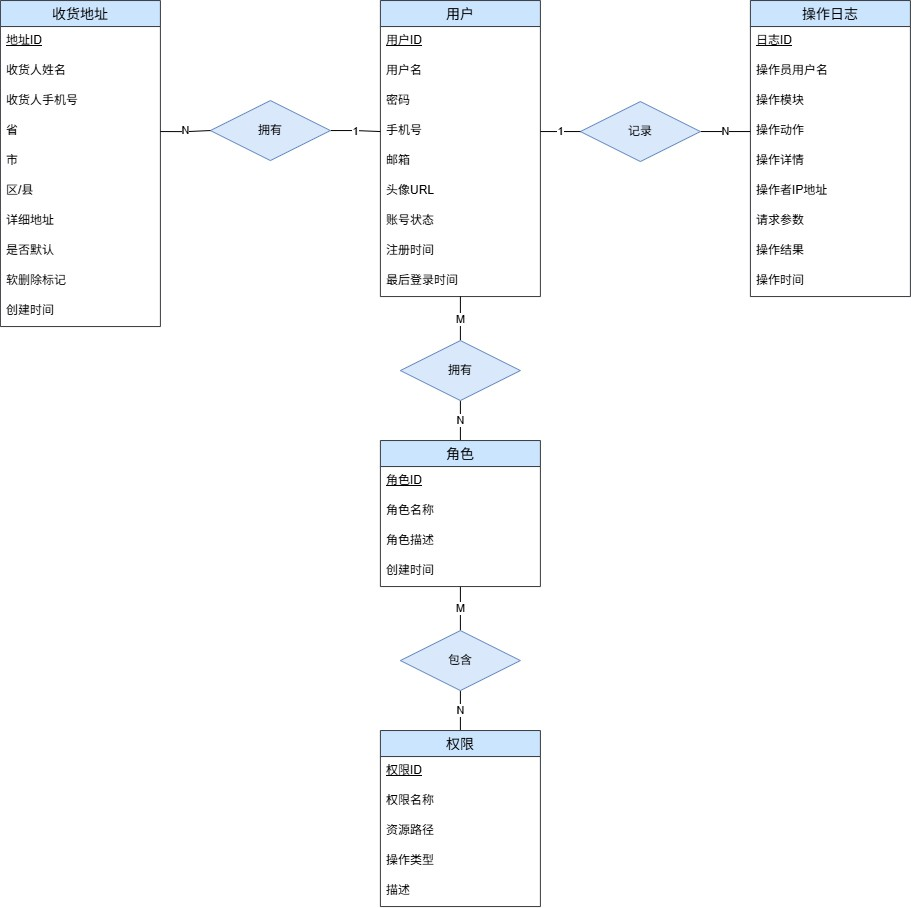 收货地址
地址ID
收货人姓名
收货人手机号
省
市
区/县
详细地址
是否默认
软删除标记
创建时间
N
拥有
1
用户
用户ID
用户名
密码
手机号
邮箱
头像URL
账号状态
注册时间
最后登录时间
1
记录
N
操作日志
日志ID
操作员用户名
操作模块
操作动作
操作详情
操作者IP地址
请求参数
操作结果
操作时间
M
拥有
N
角色
角色ID
角色名称
角色描述
创建时间
M
包含
N
权限
权限ID
权限名称
资源路径
操作类型
描述